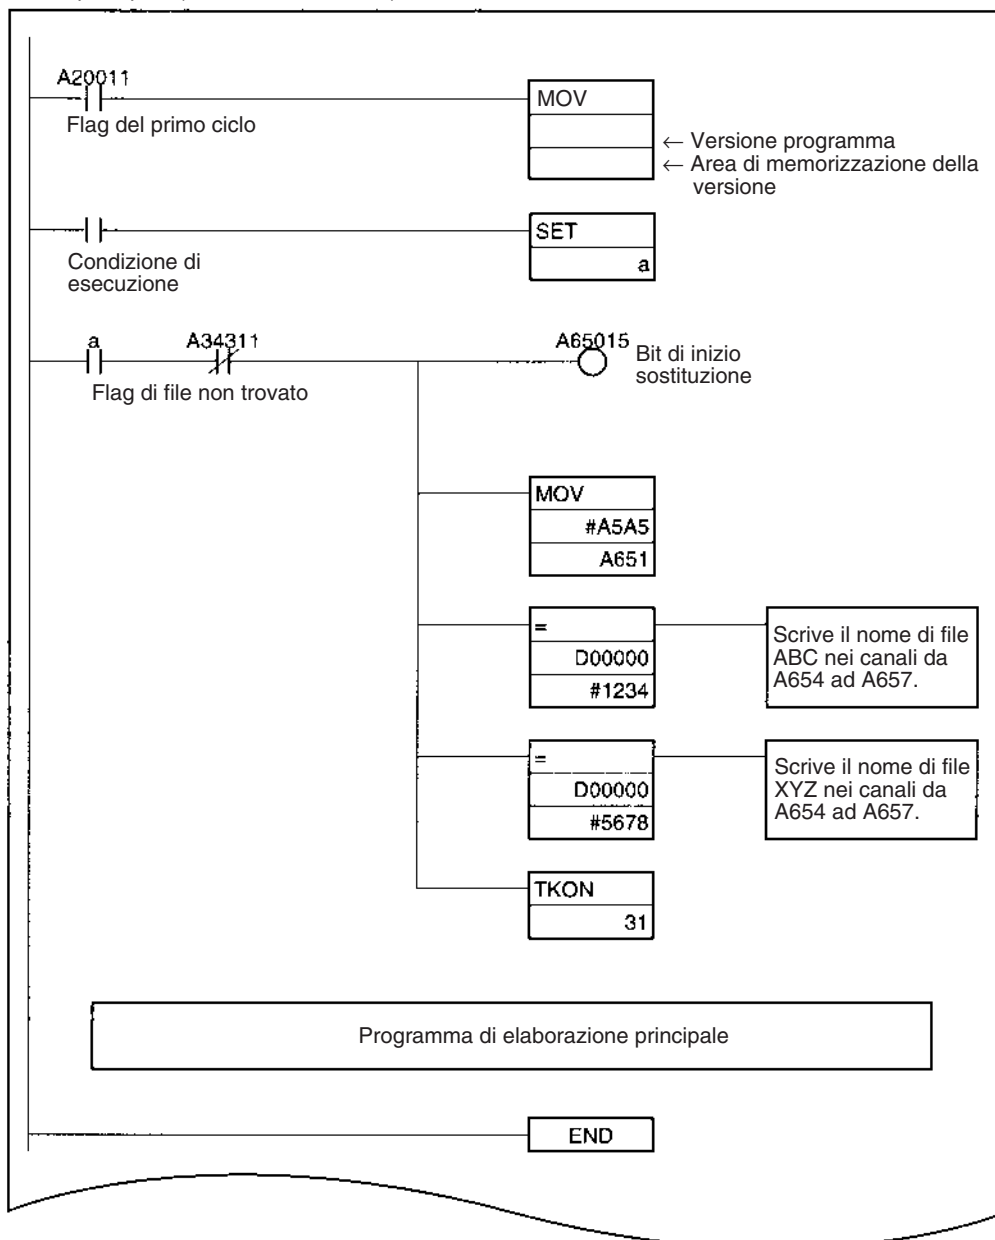 A20011
Flag del primo ciclo
MOV
← Versione programma
← Area di memorizzazione della
versione
Condizione di
esecuzione
SET
a
a
A34311
Flag di file non trovato
A65015
Bit di inizio
sostituzione
MOV
#A5A5
A651
=
D00000
#1234
Scrive il nome di file
ABC nei canali da
A654 ad A657.
=
D00000
#5678
Scrive il nome di file
XYZ nei canali da
A654 ad A657.
TKON
31
Programma di elaborazione principale
END